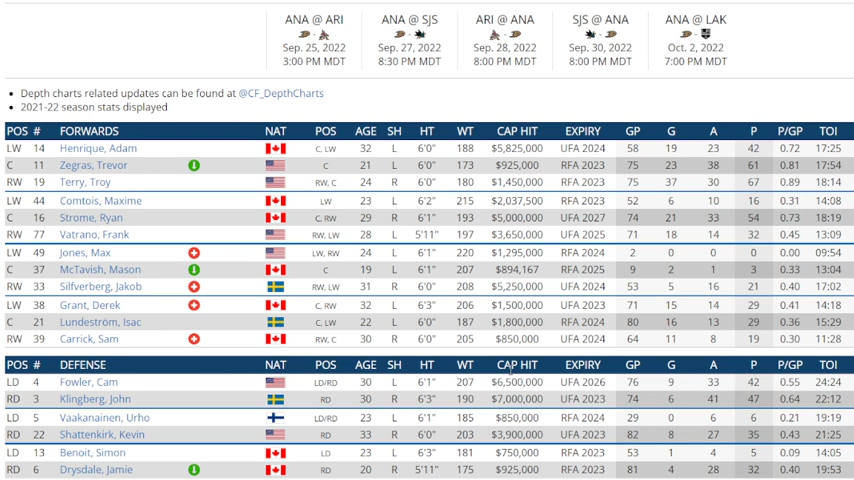 ANA @ ARI ANA @ SJS ARI @ ANA SJS @ ANA ANA @ LAK
Sep. 25, 2022 Sep. 27, 2022 Sep. 28, 2022 Sep. 30, 2022 Oct. 2, 2022
3:00 PM MDT 8:30 PM MDT 8:00 PM MDT 8:00 PM MDT 7:00 PM MDT
• Depth charts related updates can be found at @CF_DepthCharts
• 2021-22 season stats displayed
POS # FORWARDS NAT POS AGE SH HT WT CAP HIT EXPIRY GP G A P P/GP TOI
LW 14 Henrique, Adam C, LW 32 L 6'0" 188 $5,825,000 UFA 2024 58 19 23 42 0.72 17:25
C 11 Zegras, Trevor C 21 L 6'0" 173 $925,000 RFA 2023 75 23 38 61 0.81 17:54
RW 19 Terry, Troy RW, C 24 R 6'0" 180 $1,450,000 RFA 2023 75 37 30 67 0.89 18:14
LW 44 Comtois, Maxime LW 23 L 6'2" 215 $2,037,500 RFA 2023 52 6 10 16 0.31 14:08
C 16 Strome, Ryan C, RW 29 R 6'1" 193 $5,000,000 UFA 2027 74 21 33 54 0.73 18:19
RW 77 Vatrano, Frank RW, LW 28 L 5'11" 197 $3,650,000 UFA 2025 71 18 14 32 0.45 13:09
LW 49 Jones, Max LW, RW 24 L 6'1" 220 $1,295,000 RFA 2024 2 0 0 0 0.00 09:54
C 37 McTavish, Mason C 19 L 6'1" 207 $894,167 RFA 2025 9 2 1 3 0.33 13:04
RW 33 Silfverberg, Jakob RW, LW 31 R 6'0" 208 $5,250,000 UFA 2024 53 5 16 21 0.40 17:02
LW 38 Grant, Derek C, RW 32 L 6'3" 206 $1,500,000 UFA 2023 71 15 14 29 0.41 14:18
C 21 Lundeström, Isac C, LW 22 L 6'0" 187 $1,800,000 RFA 2024 80 16 13 29 0.36 15:29
RW 39 Carrick, Sam RW, C 30 R 6'0" 205 $850,000 UFA 2024 64 11 8 19 0.30 11:28
POS # DEFENSE NAT POS AGE SH HT WT CAP HIT EXPIRY GP G A P P/GP TOI
LD 4 Fowler, Cam LD/RD 30 L 6'1" 207 $6,500,000 UFA 2026 76 9 33 42 0.55 24:24
RD 3 Klingberg, John RD 30 R 6'3" 190 $7,000,000 UFA 2023 74 6 41 47 0.64 22:12
LD 5 Vaakanainen, Urho LD/RD 23 L 6'1" 185 $850,000 RFA 2024 29 0 6 6 0.21 19:19
RD 22 Shattenkirk, Kevin RD 33 R 6'0" 203 $3,900,000 UFA 2023 82 8 27 35 0.43 21:25
LD 13 Benoit, Simon LD 23 L 6'3" 181 $750,000 RFA 2023 53 1 4 5 0.09 14:05
RD 6 Drysdale, Jamie RD 20 R 5'11" 175 $925,000 RFA 2023 81 4 28 32 0.40 19:53